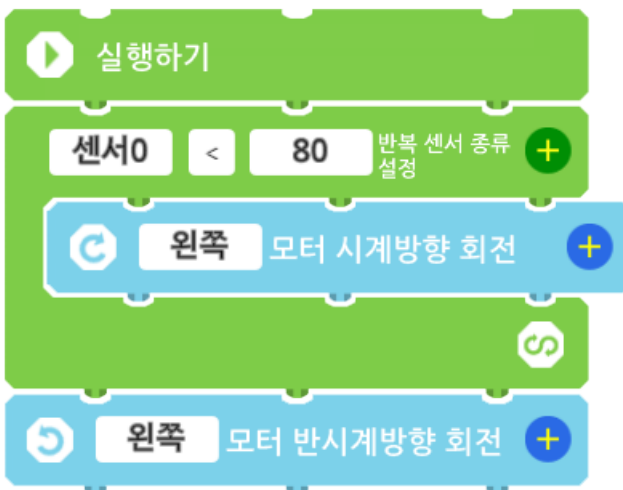 실행하기
센서0 < 80 반복 센서 종류
설정
왼쪽 모터 시계방향 회전
왼쪽 모터 반시계방향 회전